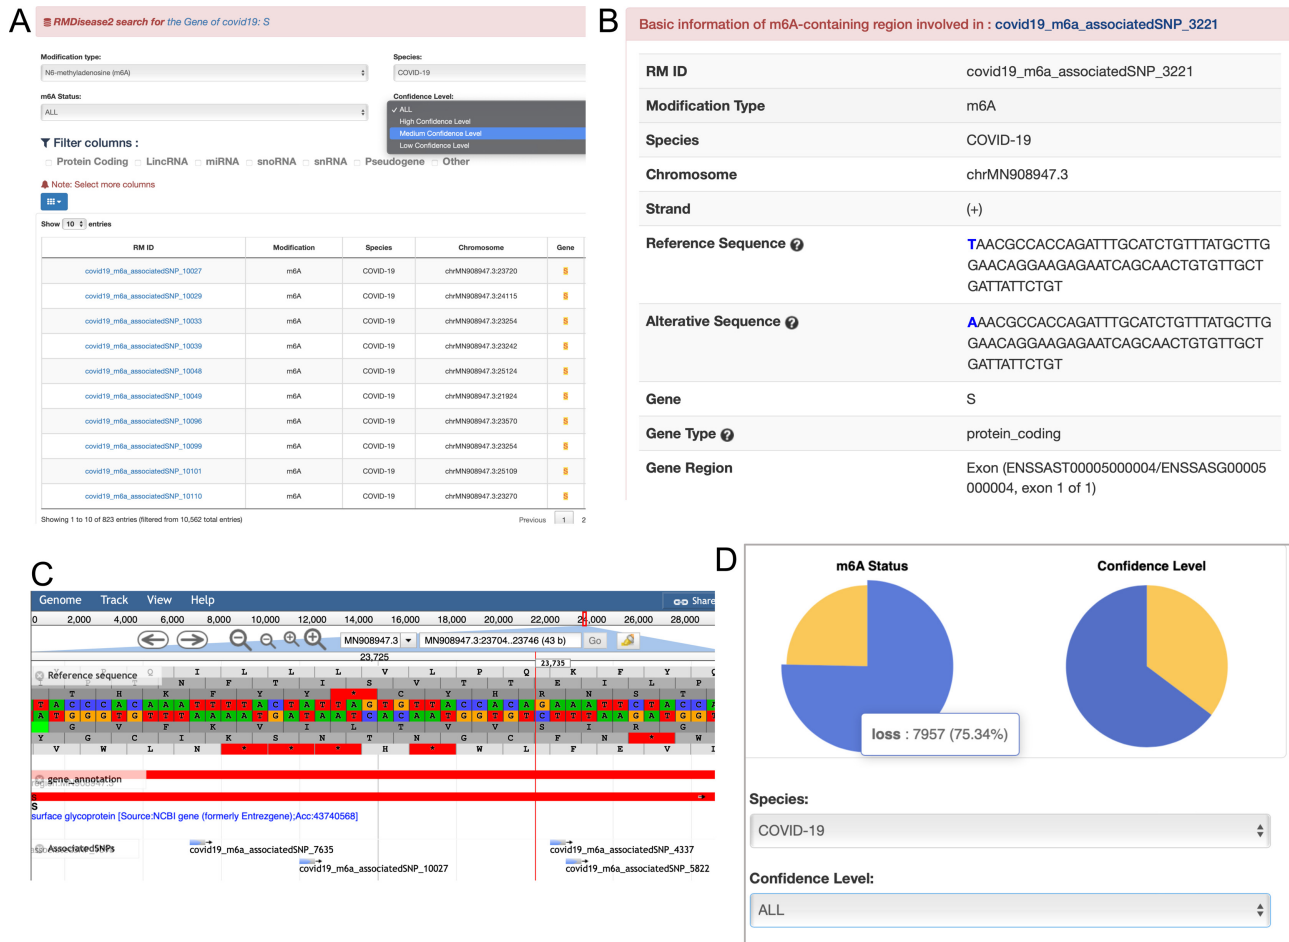 A
RMDisease2 search for the Gene of covid19: S
Modification type:
Species:
N6-methyladenosine (m6A)
COVID-19
m6A Status:
Confidence Level:
ALL
✓ ALL
High Confidence Level
Medium Confidence Level
Low Confidence Level
Filter columns :
Protein Coding LincRNA miRNA snoRNA snRNA Pseudogene Other
Note: Select more columns
Show 10 entries
RM ID Modification Species Chromosome Gene
covid19_m6a_associatedSNP_10027 m6A COVID-19 chrMN908947.3:23720 S
covid19_m6a_associatedSNP_10029 m6A COVID-19 chrMN908947.3:24115 S
covid19_m6a_associatedSNP_10033 m6A COVID-19 chrMN908947.3:23254 S
covid19_m6a_associatedSNP_10039 m6A COVID-19 chrMN908947.3:23242 S
covid19_m6a_associatedSNP_10048 m6A COVID-19 chrMN908947.3:25124 S
covid19_m6a_associatedSNP_10049 m6A COVID-19 chrMN908947.3:21924 S
covid19_m6a_associatedSNP_10096 m6A COVID-19 chrMN908947.3:23570 S
covid19_m6a_associatedSNP_10099 m6A COVID-19 chrMN908947.3:23254 S
covid19_m6a_associatedSNP_10101 m6A COVID-19 chrMN908947.3:25109 S
covid19_m6a_associatedSNP_10110 m6A COVID-19 chrMN908947.3:23270 S
Showing 1 to 10 of 823 entries (filtered from 10,562 total entries)
Previous 1 2
B
Basic information of m6A-containing region involved in : covid19_m6a_associatedSNP_3221
RM ID covid19_m6a_associatedSNP_3221
Modification Type m6A
Species COVID-19
Chromosome chrMN908947.3
Strand (+)
Reference Sequence ? TAACGCCACCAGATTTGCATCTGTTTATGCTTG
GAACAGGAAGAGAATCAGCAACTGTGTTGCT
GATTATTCTGT
Alterative Sequence ? AAACGCCACCAGATTTGCATCTGTTTATGCTTG
GAACAGGAAGAGAATCAGCAACTGTGTTGCT
GATTATTCTGT
Gene S
Gene Type ? protein_coding
Gene Region Exon (ENSSAST00005000004/ENSSASG00005
000004, exon 1 of 1)
C
Genome Track View Help Share
0 2,000 4,000 6,000 8,000 10,000 12,000 14,000 16,000 18,000 20,000 22,000 24,000 26,000 28,000
MN908947.3 MN908947.3:23704..23746 (43 b) Go
23,725
23,735
Q I L L L V L P Q K F Y Q
Reference sequence
N F T I S V T T E I L P
T H K F Y Y * C Y H R N S T
T A C C A C A A A T T T T A C T A T T A G T G T T A C C A C A G A A A T T C T A C C A
A T G G G T G T T T A A A A T G A T A A T C A C A A T G G T G T C T T T A A G A T G G T
G V F K V I L T V V S I R G
Y G C I K S N T N G C F N * W
V W L N * * * H * W L F E V I
gene_annotation
S
S
surface glycoprotein [Source:NCBI gene (formerly Entrezgene);Acc:43740568]
AssociatedSNPs
covid19_m6a_associatedSNP_7635
covid19_m6a_associatedSNP_4337
covid19_m6a_associatedSNP_10027
covid19_m6a_associatedSNP_5822
D
m6A Status
Confidence Level
loss : 7957 (75.34%)
Species:
COVID-19
Confidence Level:
ALL